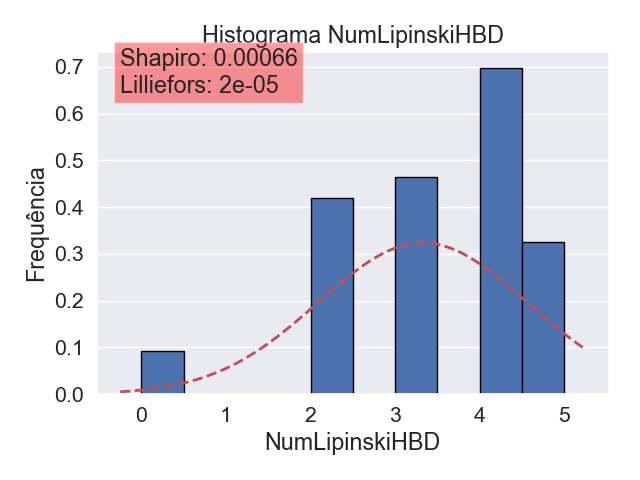 Histograma NumLipinskiHBD
Shapiro: 0.00066
Lilliefors: 2e-05
0.7
0.6
0.5
0.4
0.3
0.2
0.1
0.0
Frequência
0 1 2 3 4 5
NumLipinskiHBD